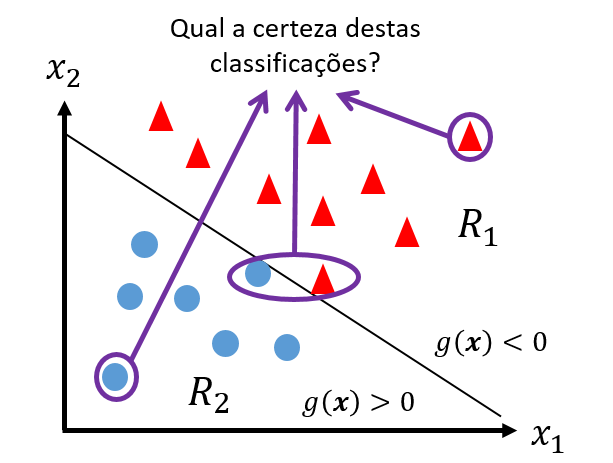 Qual a certeza destas
classificações?
x₂
R₁
g(x) < 0
R₂
g(x) > 0
x₁